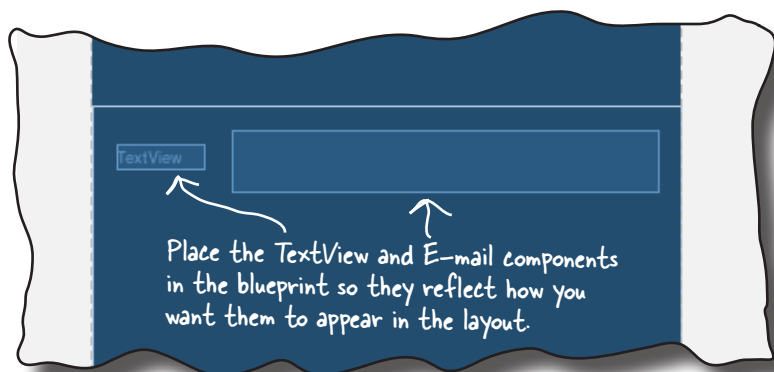 TextView
Place the TextView and E-mail components
in the blueprint so they reflect how you
want them to appear in the layout.